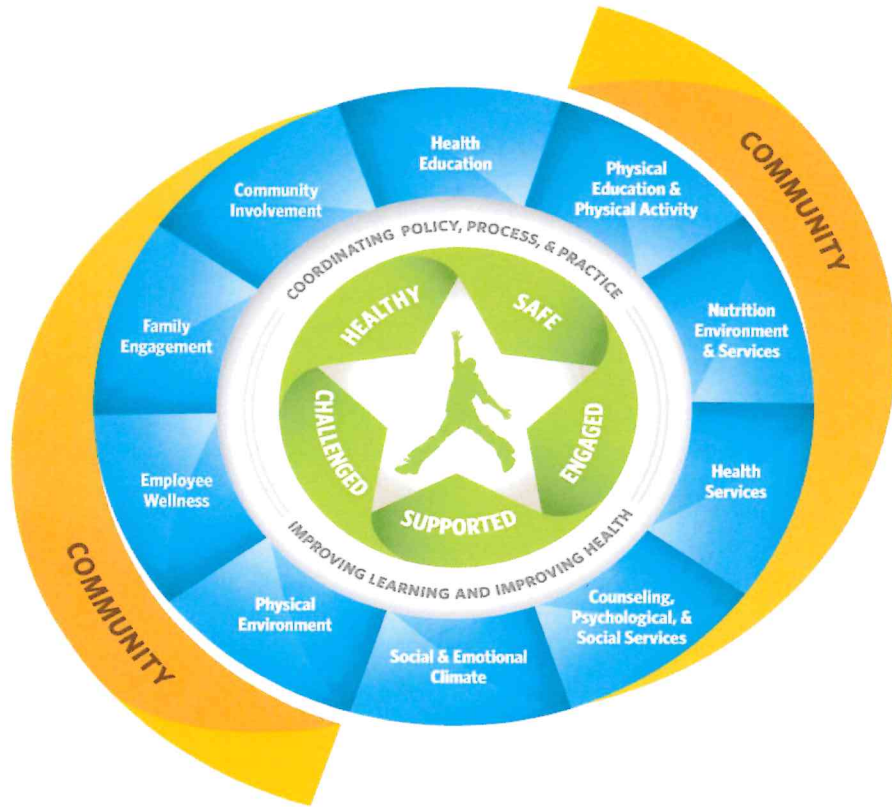 COMMUNITY
Health
Education
Physical
Education &
Physical Activity
Nutrition
Environment
& Services
Health
Services
Counseling,
Psychological, &
Social Services
Social & Emotional
Climate
Physical
Environment
Employee
Wellness
Family
Engagement
Community
Involvement
COORDINATING POLICY, PROCESS, & PRACTICE
IMPROVING LEARNING AND IMPROVING HEALTH
HEALTHY
SAFE
ENGAGED
SUPPORTED
CHALLENGED
COMMUNITY